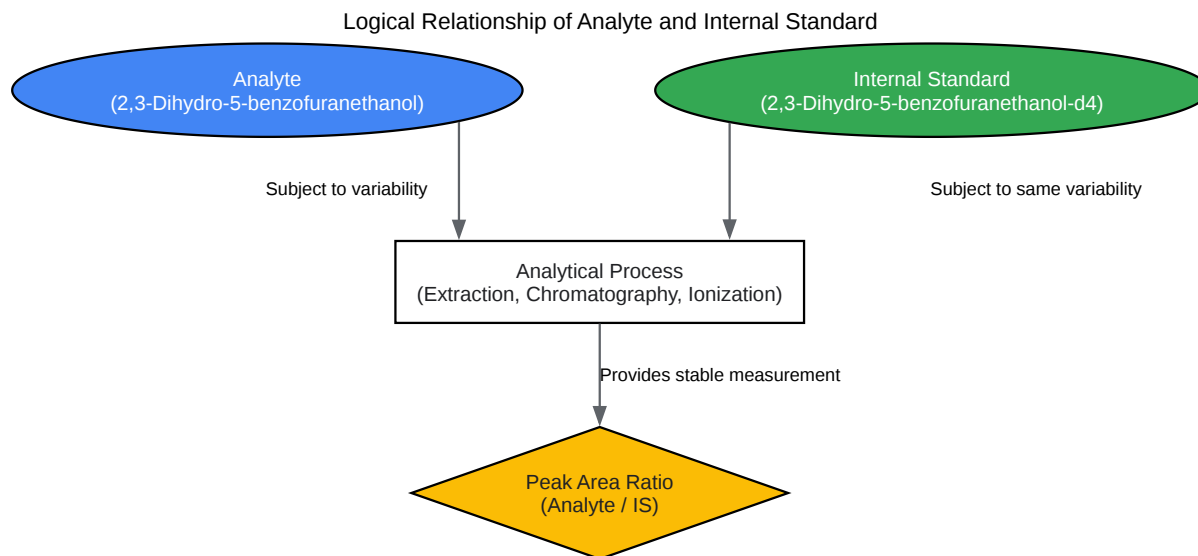 Logical Relationship of Analyte and Internal Standard
Analyte
(2,3-Dihydro-5-benzofuranethanol)
Internal Standard
(2,3-Dihydro-5-benzofuranethanol-d4)
Subject to variability
Subject to same variability
Analytical Process
(Extraction, Chromatography, Ionization)
Provides stable measurement
Peak Area Ratio
(Analyte / IS)